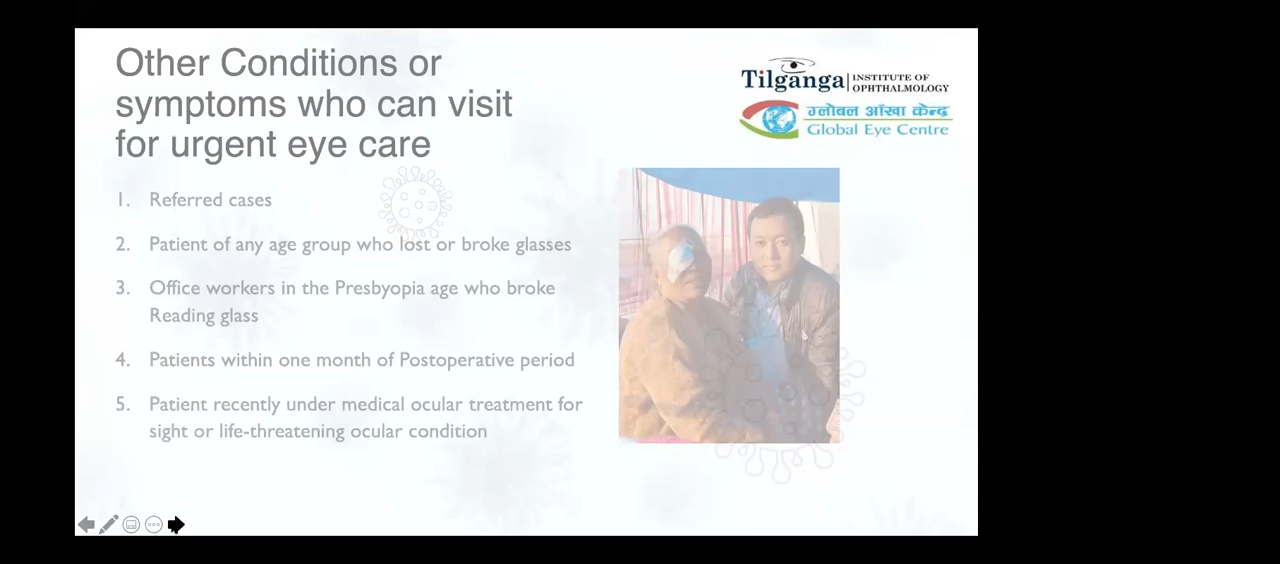 Other Conditions or
symptoms who can visit
for urgent eye care
Tilganga INSTITUTE OF
OPHTHALMOLOGY
ग्लोबल आँखा केन्द्र
Global Eye Centre
1. Referred cases
2. Patient of any age group who lost or broke glasses
3. Office workers in the Presbyopia age who broke
Reading glass
4. Patients within one month of Postoperative period
5. Patient recently under medical ocular treatment for
sight or life-threatening ocular condition